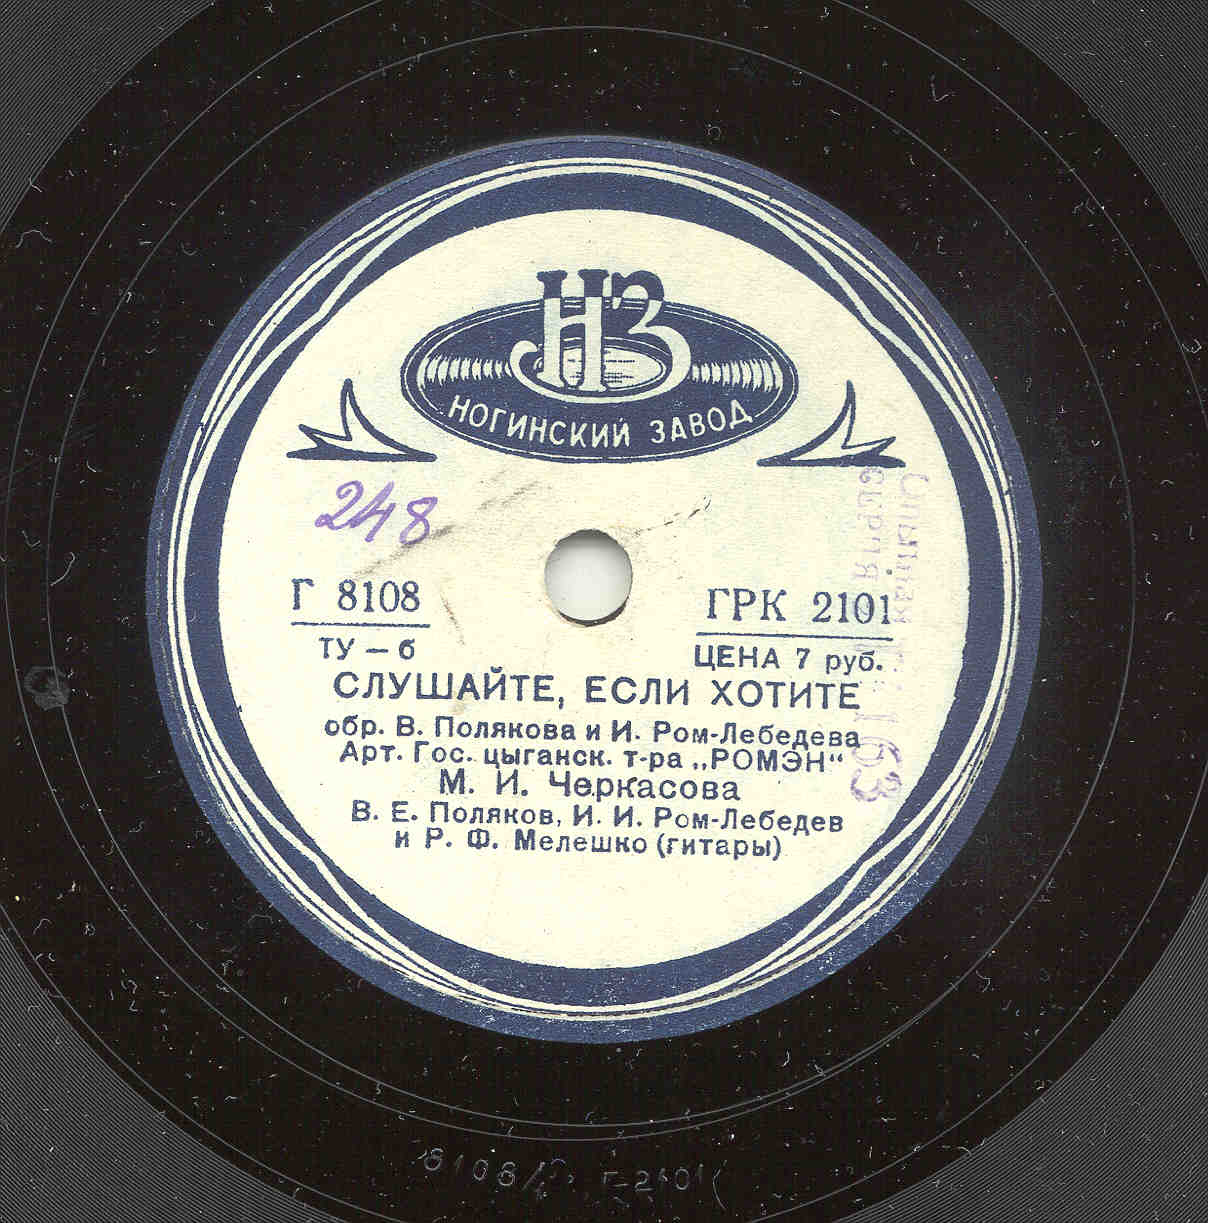 НЗ
НОГИНСКИЙ ЗАВОД
248
Г 8108
ГРК 2101
ТУ — б
ЦЕНА 7 руб.
СЛУШАЙТЕ, ЕСЛИ ХОТИТЕ
обр. В. Полякова и И. Ром-Лебедева
Арт. Гос. цыганск. т-ра „РОМЭН“
М. И. Черкасова
В. Е. Поляков, И. И. Ром-Лебедев
и Р. Ф. Мелешко (гитары)
8108/ Г-2101